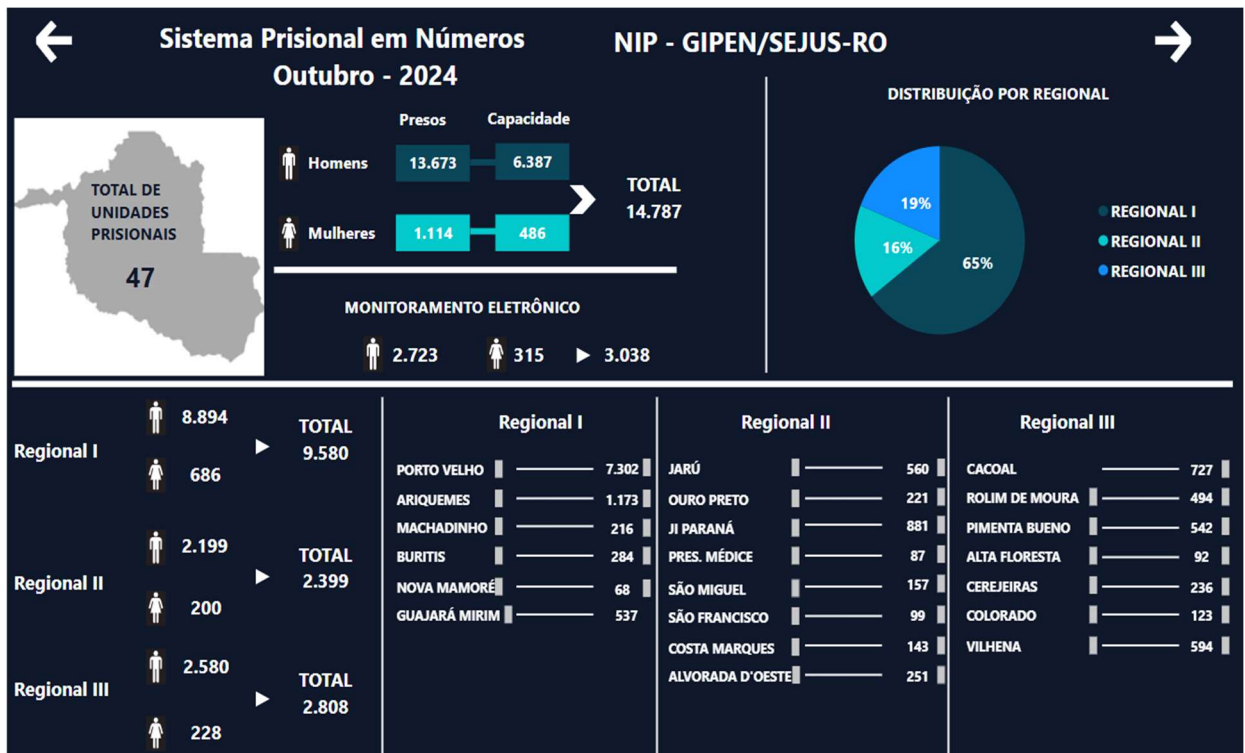 Sistema Prisional em Números
Outubro - 2024
NIP - GIPEN/SEJUS-RO
TOTAL DE
UNIDADES
PRISIONAIS
47
Presos Capacidade
Homens 13.673 6.387
Mulheres 1.114 486
TOTAL
14.787
MONITORAMENTO ELETRÔNICO
2.723 315 3.038
DISTRIBUIÇÃO POR REGIONAL
19%
16%
65%
REGIONAL I
REGIONAL II
REGIONAL III
Regional I
8.894
686
TOTAL
9.580
Regional II
2.199
200
TOTAL
2.399
Regional III
2.580
228
TOTAL
2.808
Regional I
PORTO VELHO 7.302
ARIQUEMES 1.173
MACHADINHO 216
BURITIS 284
NOVA MAMORÉ 68
GUAJARÁ MIRIM 537
Regional II
JARÚ 560
OURO PRETO 221
JI PARANÁ 881
PRES. MÉDICE 87
SÃO MIGUEL 157
SÃO FRANCISCO 99
COSTA MARQUES 143
ALVORADA D'OESTE 251
Regional III
CACOAL 727
ROLIM DE MOURA 494
PIMENTA BUENO 542
ALTA FLORESTA 92
CEREJEIRAS 236
COLORADO 123
VILHENA 594